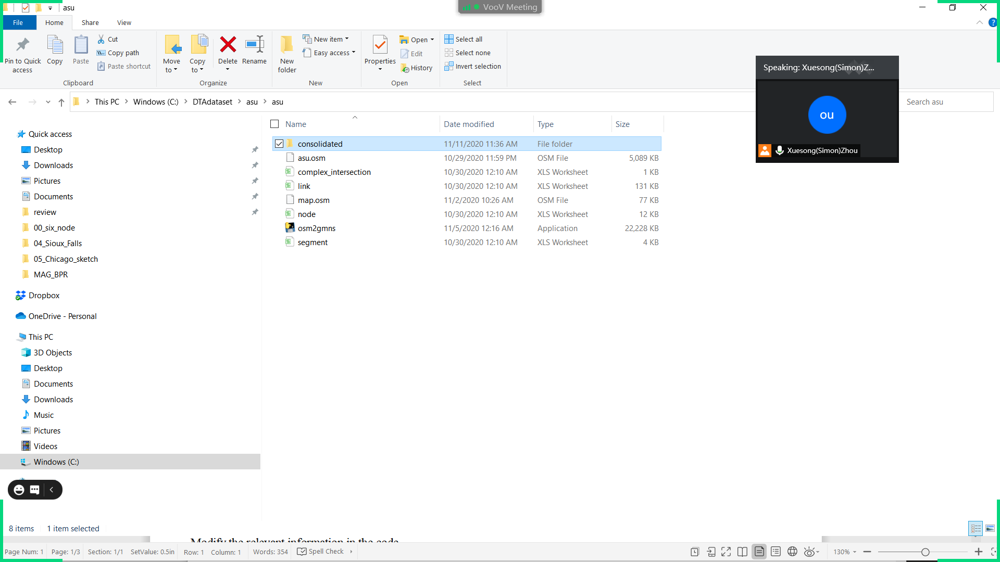 asu
VooV Meeting
File Home Share View
Pin to Quick access
Copy
Paste
Cut
Copy path
Paste shortcut
Clipboard
Move to
Copy to
Delete
Rename
Organize
New folder
New item
Easy access
New
Properties
Open
Edit
History
Open
Select all
Select none
Invert selection
Select
Speaking: Xuesong(Simon)Z...
ou
Xuesong(Simon)Zhou
This PC > Windows (C:) > DTAdataset > asu > asu
Search asu
Quick access
Desktop
Downloads
Pictures
Documents
review
00_six_node
04_Sioux_Falls
05_Chicago_sketch
MAG_BPR
Dropbox
OneDrive - Personal
This PC
3D Objects
Desktop
Documents
Downloads
Music
Pictures
Videos
Windows (C:)
Name Date modified Type Size
consolidated 11/11/2020 11:36 AM File folder
asu.osm 10/29/2020 11:59 PM OSM File 5,089 KB
complex_intersection 10/30/2020 12:10 AM XLS Worksheet 1 KB
link 10/30/2020 12:10 AM XLS Worksheet 131 KB
map.osm 11/2/2020 10:26 AM OSM File 77 KB
node 10/30/2020 12:10 AM XLS Worksheet 12 KB
osm2gmns 11/5/2020 12:16 AM Application 22,228 KB
segment 10/30/2020 12:10 AM XLS Worksheet 4 KB
8 items 1 item selected
Modify the relevant information in the code
Page Num: 1 Page: 1/3 Section: 1/1 SetValue: 0.5in Row: 1 Column: 1 Words: 354 Spell Check 130%